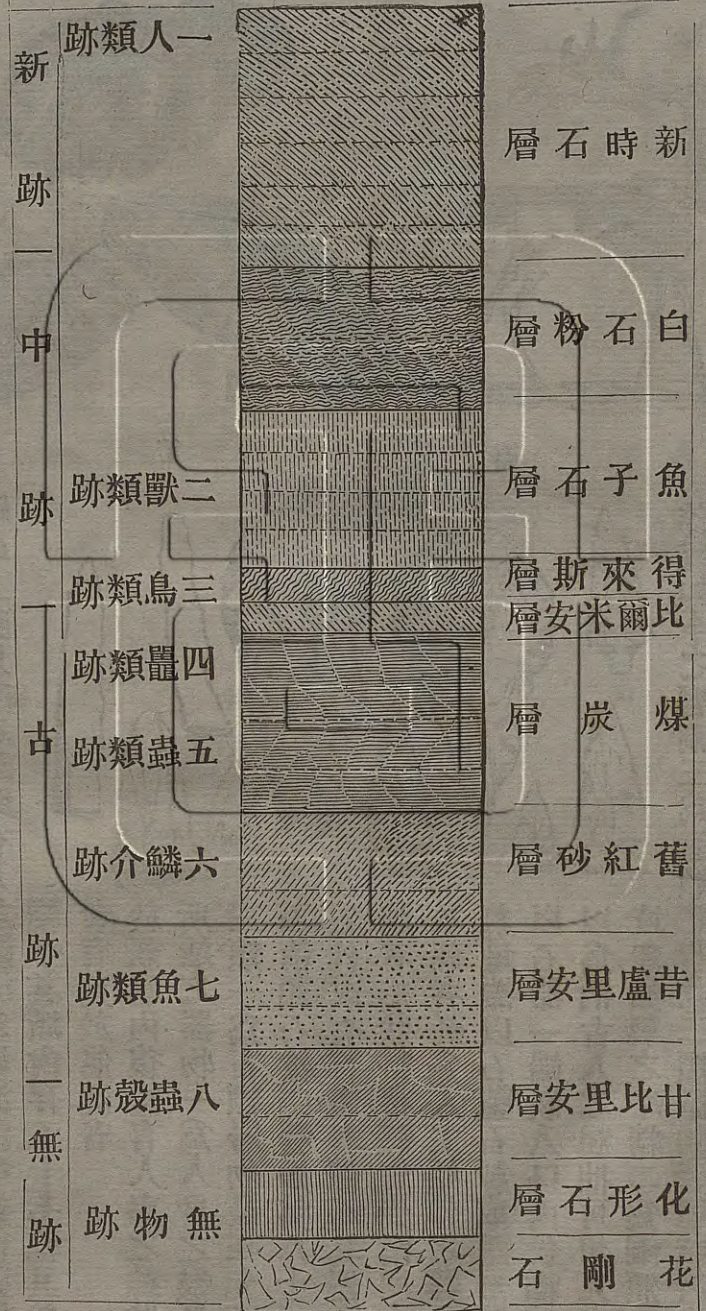 新時石層
白石粉層
魚子石層
得來斯層
比爾米安層
煤炭層
舊紅砂層
昔盧里安層
甘比里安層
化形石層
花剛石
一人類跡
二獸類跡
三鳥類跡
四鼉類跡
五蟲類跡
六鱗介跡
七魚類跡
八蟲殼跡
無物跡
新跡
中跡
古跡
無跡